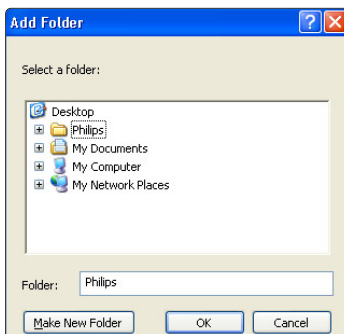 Add Folder
Select a folder:
Desktop
Philips
My Documents
My Computer
My Network Places
Folder: Philips
Make New Folder OK Cancel